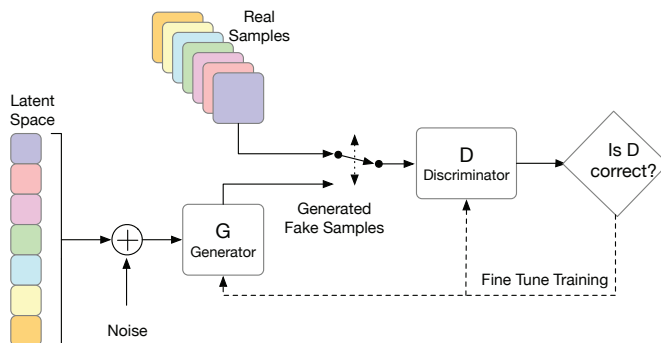 Real
Samples
Latent
Space
D
Discriminator
Is D
correct?
G
Generator
Generated
Fake Samples
Fine Tune Training
Noise